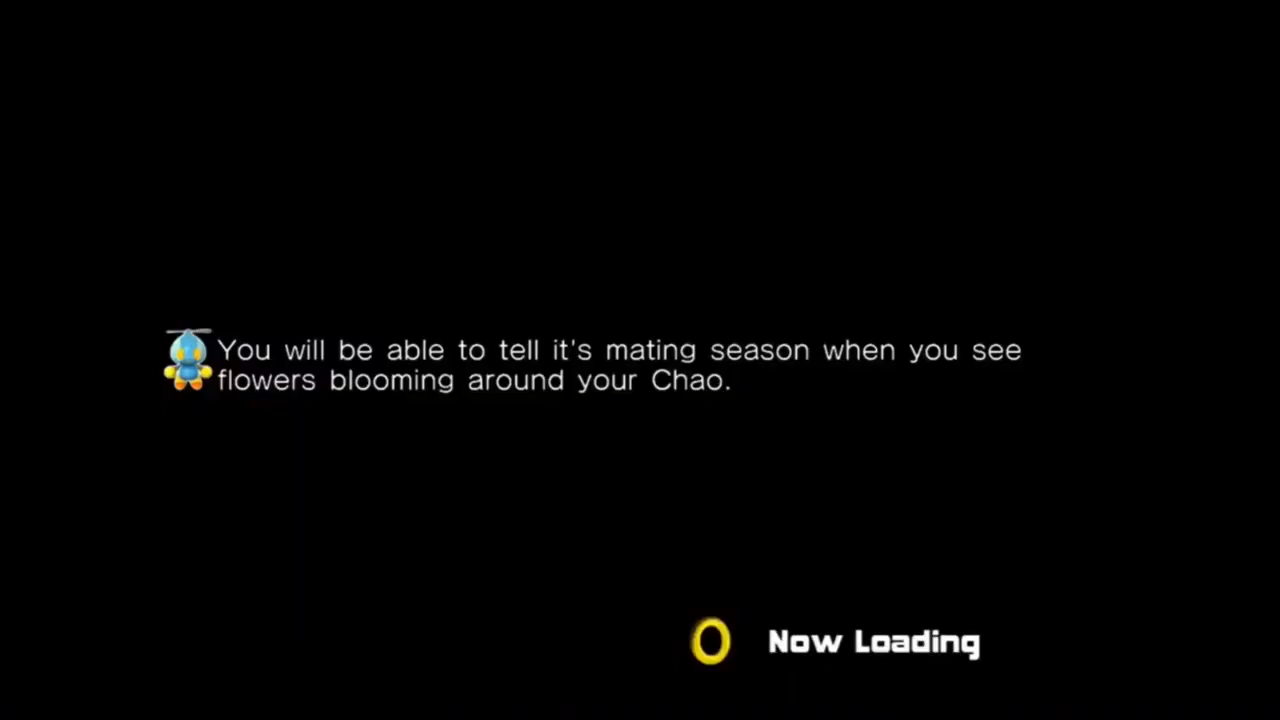 You will be able to tell it's mating season when you see
flowers blooming around your Chao.
Now Loading